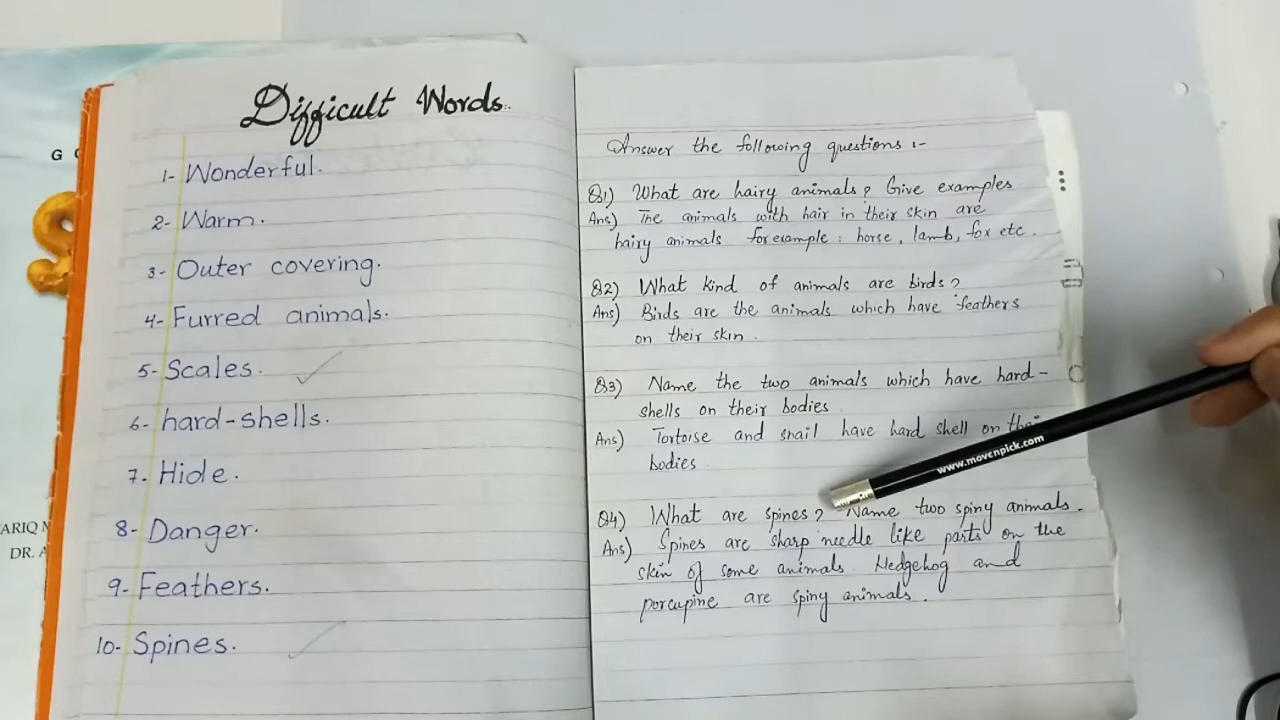 Difficult Words.
1- Wonderful.
2- Warm.
3- Outer covering.
4- Furred animals.
5- Scales.
6- hard-shells.
7. Hide.
8- Danger.
9- Feathers.
10- Spines.
Answer the following questions :-
Q1) What are hairy animals? Give examples
Ans) The animals with hair in their skin are
hairy animals for example : horse, lamb, fox etc.
Q2) What kind of animals are birds?
Ans) Birds are the animals which have feathers
on their skin.
Q3) Name the two animals which have hard-
shells on their bodies.
Ans) Tortoise and snail have hard shell on
bodies.
Q4) What are spines? Name two spiny animals.
Ans) Spines are sharp needle like parts on the
skin of some animals. Hedgehog and
porcupine are spiny animals.
www.movenpick.com
G
ARIQ
DR. A